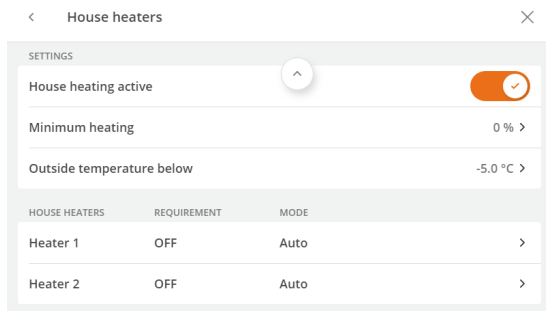 House heaters
SETTINGS
House heating active
Minimum heating 0 %
Outside temperature below -5.0 °C
HOUSE HEATERS REQUIREMENT MODE
Heater 1 OFF Auto
Heater 2 OFF Auto